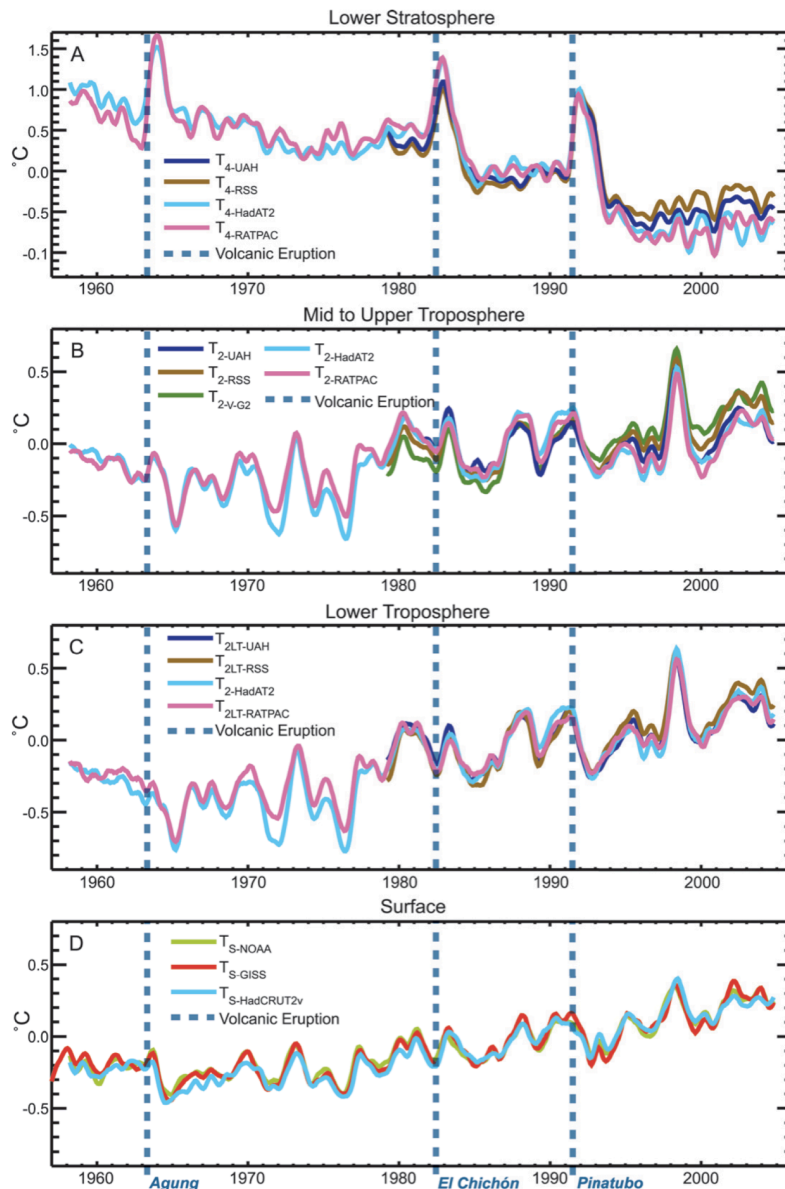 Lower Stratosphere
A
1.5
1.0
0.5
0.0
-0.5
-0.1
°C
T4-UAH
T4-RSS
T4-HadAT2
T4-RATPAC
Volcanic Eruption
1960 1970 1980 1990 2000
Mid to Upper Troposphere
B
0.5
0.0
-0.5
°C
T2-UAH T2-HadAT2
T2-RSS T2-RATPAC
T2-V-G2 Volcanic Eruption
1960 1970 1980 1990 2000
Lower Troposphere
C
0.5
0.0
-0.5
°C
T2LT-UAH
T2LT-RSS
T2-HadAT2
T2LT-RATPAC
Volcanic Eruption
1960 1970 1980 1990 2000
Surface
D
0.5
0.0
-0.5
°C
TS-NOAA
TS-GISS
TS-HadCRUT2v
Volcanic Eruption
1960 1970 1980 1990 2000
Agung El Chichón Pinatubo